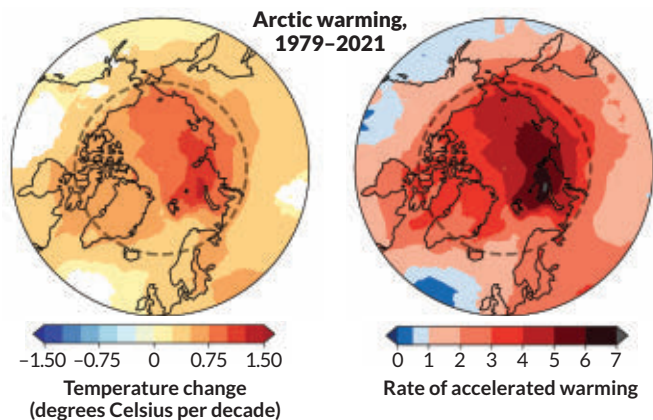 Arctic warming,
1979–2021
−1.50 −0.75 0 0.75 1.50
Temperature change
(degrees Celsius per decade)
0 1 2 3 4 5 6 7
Rate of accelerated warming